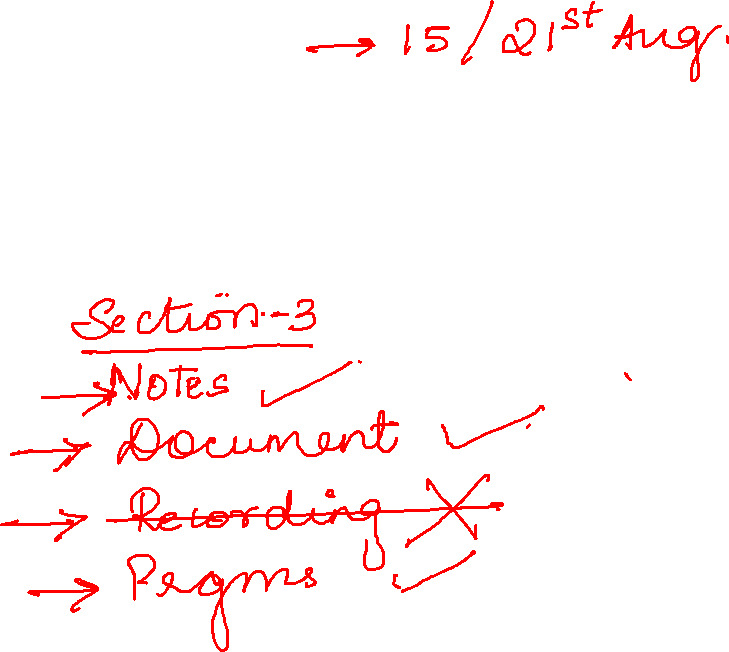 → 15/21st Aug.
Section-3
→ Notes ✓
→ Document ✓
→ Recording ✗
→ Prgms ✓